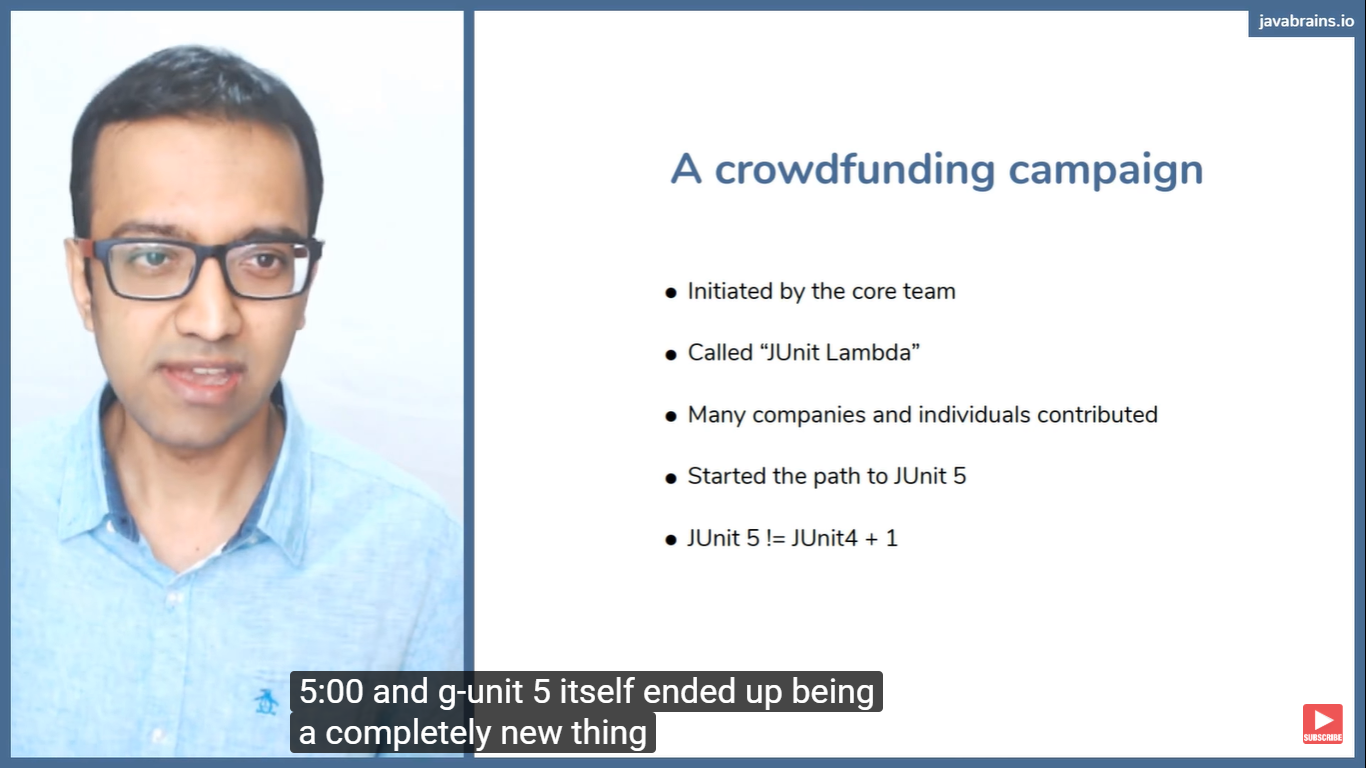 javabrains.io
A crowdfunding campaign
● Initiated by the core team
● Called “JUnit Lambda”
● Many companies and individuals contributed
● Started the path to JUnit 5
● JUnit 5 != JUnit4 + 1
5:00 and g-unit 5 itself ended up being
a completely new thing
SUBSCRIBE